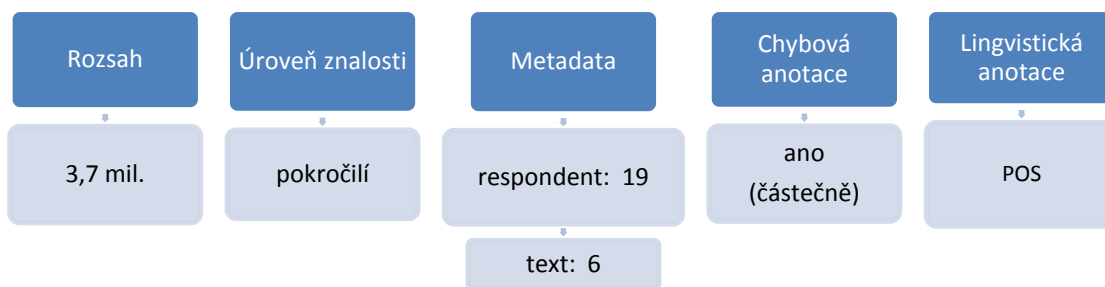 Rozsah
Úroveň znalosti
Metadata
Chybová
anotace
Lingvistická
anotace
3,7 mil.
pokročilí
respondent: 19
ano
(částečně)
POS
text: 6